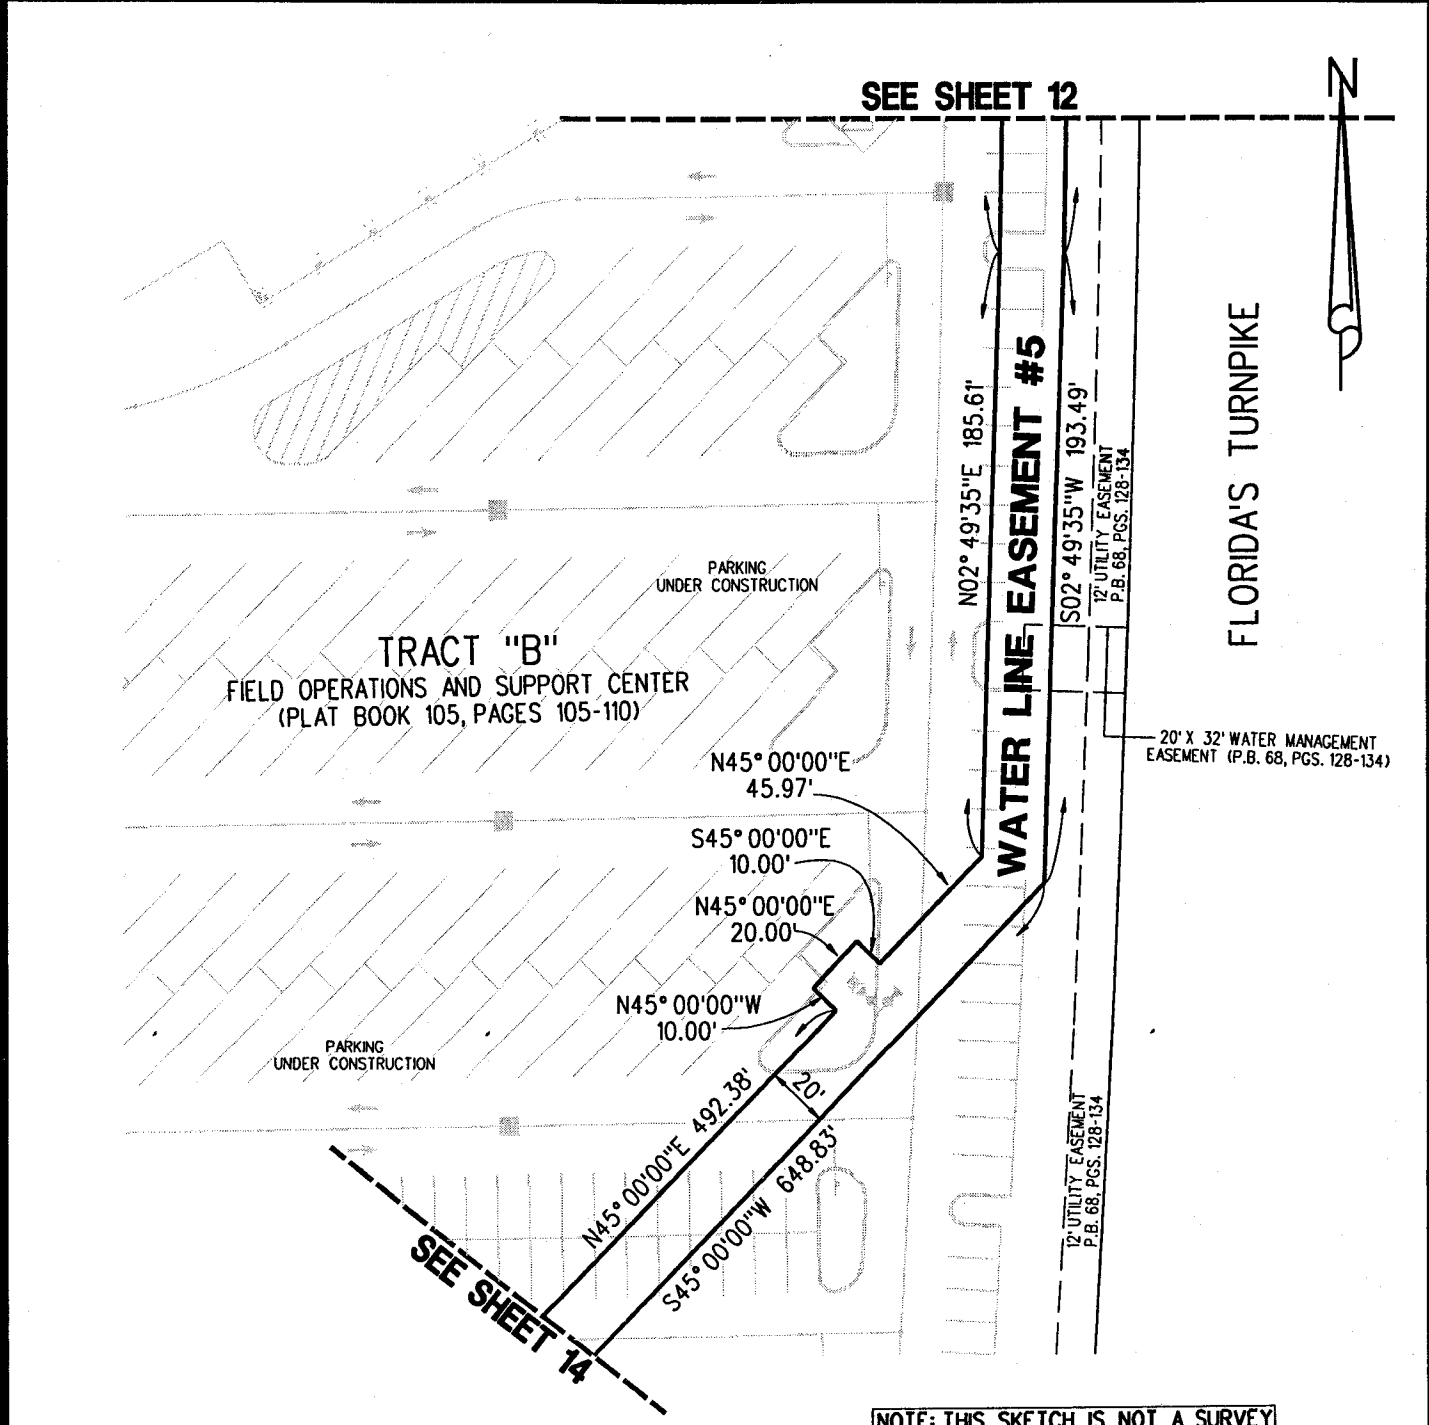 SEE SHEET 12
N
FLORIDA'S TURNPIKE
WATER LINE EASEMENT #5
N02°49'35"E 185.61'
S02°49'35"W 193.49'
12' UTILITY EASEMENT
P.B. 68, PGS. 128-134
PARKING
UNDER CONSTRUCTION
TRACT "B"
FIELD OPERATIONS AND SUPPORT CENTER
(PLAT BOOK 105, PAGES 105-110)
20' X 32' WATER MANAGEMENT
EASEMENT (P.B. 68, PGS. 128-134)
N45°00'00"E
45.97'
S45°00'00"E
10.00'
N45°00'00"E
20.00'
N45°00'00"W
10.00'
PARKING
UNDER CONSTRUCTION
20'
N45°00'00"E 492.38'
S45°00'00"W 648.83'
12' UTILITY EASEMENT
P.B. 68, PGS. 128-134
SEE SHEET 14
NOTE: THIS SKETCH IS NOT A SURVEY